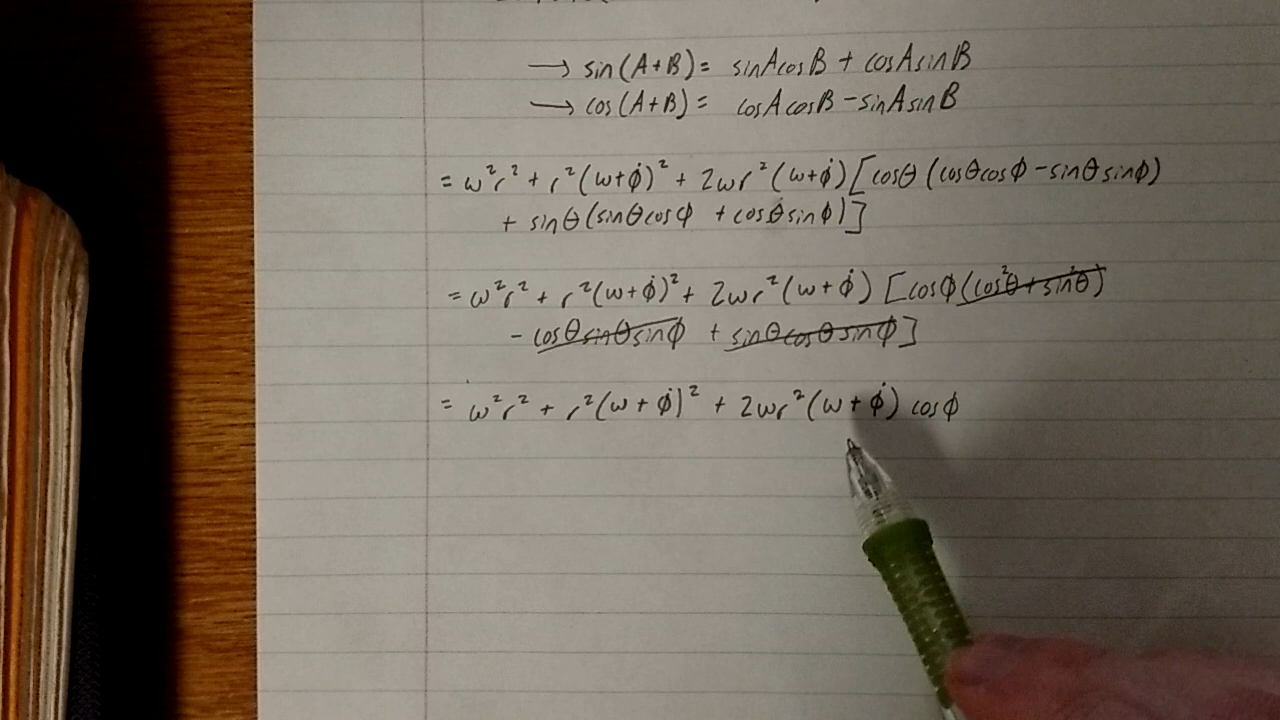 → sin(A+B) = sinAcosB + cosAsinB
→ cos(A+B) = cosAcosB - sinAsinB
= ω²r² + r²(ω+φ̇)² + 2ωr²(ω+φ̇)[cosθ(cosθcosφ - sinθsinφ)
+ sinθ(sinθcosφ + cosθsinφ)]
= ω²r² + r²(ω+φ̇)² + 2ωr²(ω+φ̇)[cosφ(cos²θ + sin²θ)
- cosθsinθsinφ + sinθcosθsinφ]
= ω²r² + r²(ω+φ̇)² + 2ωr²(ω+φ̇) cosφ